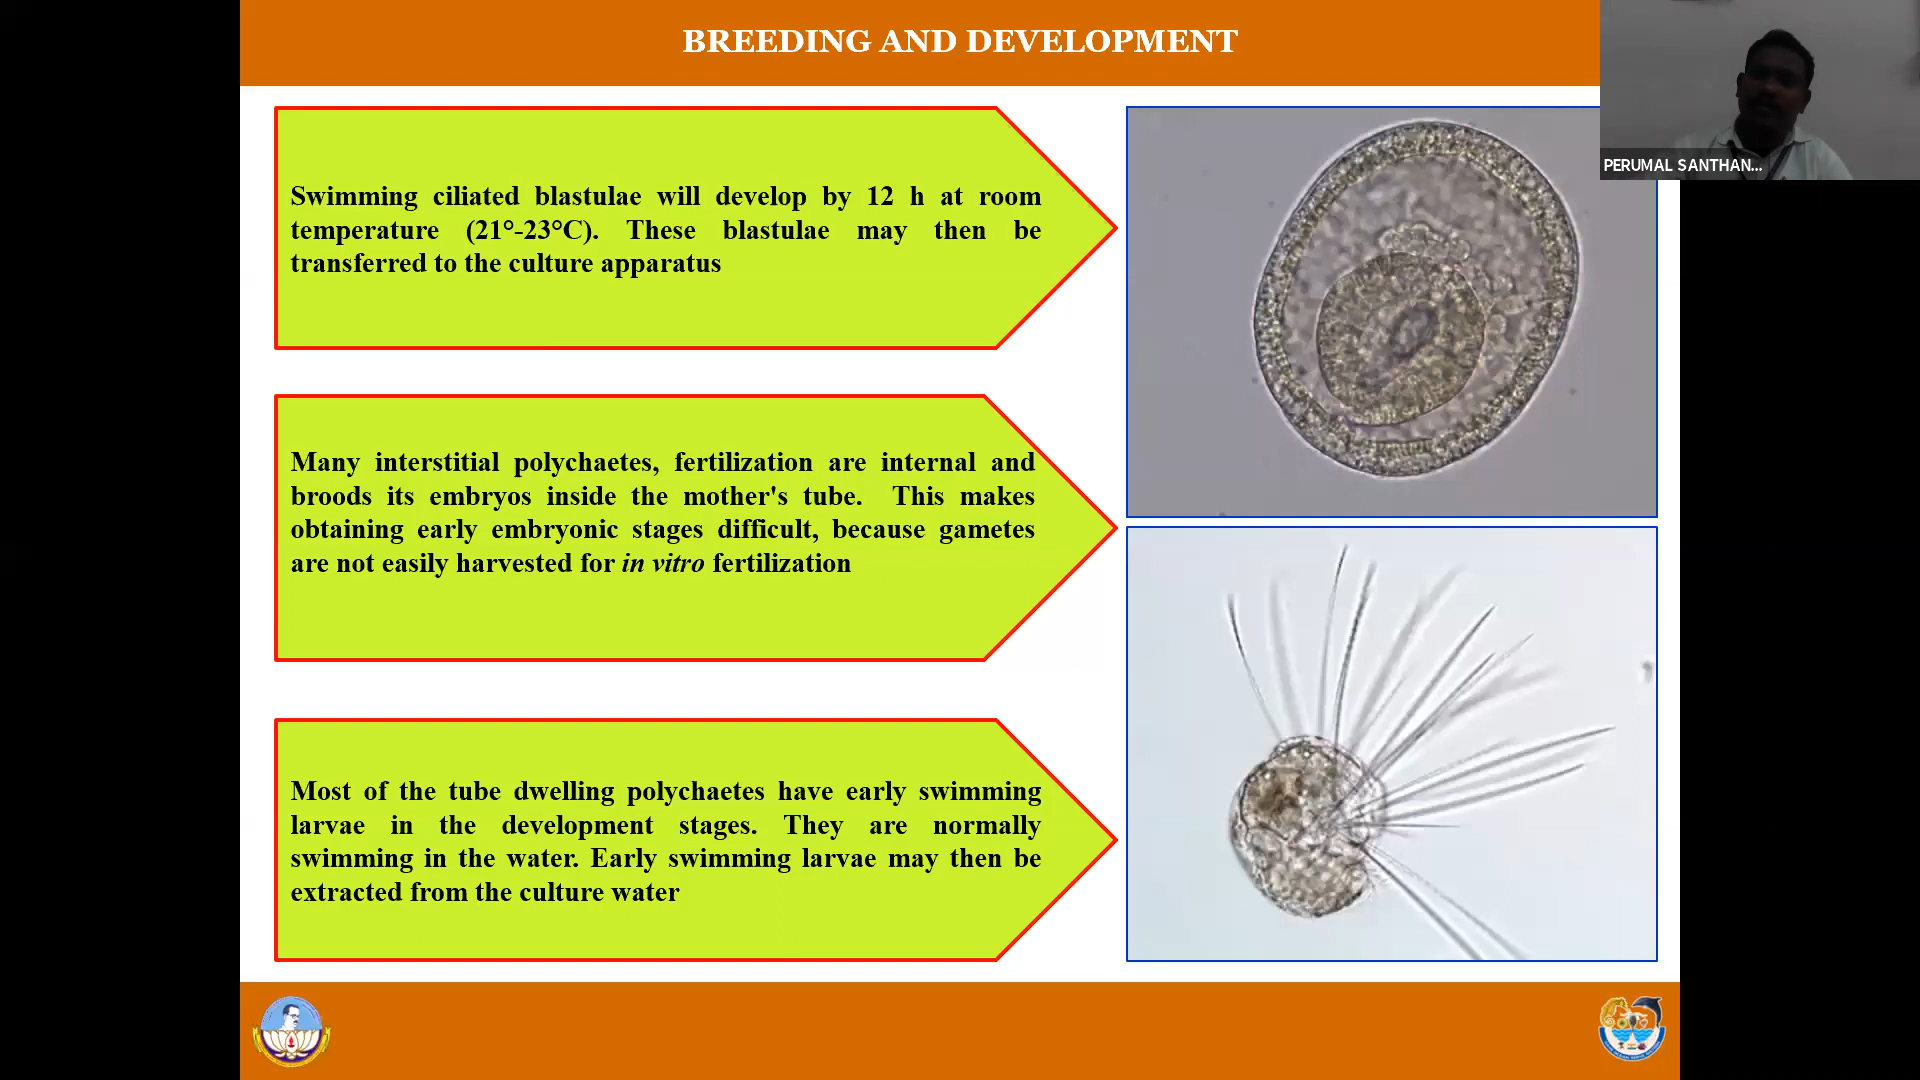 BREEDING AND DEVELOPMENT
PERUMAL SANTHAN...
Swimming ciliated blastulae will develop by 12 h at room
temperature (21°-23°C). These blastulae may then be
transferred to the culture apparatus
Many interstitial polychaetes, fertilization are internal and
broods its embryos inside the mother's tube. This makes
obtaining early embryonic stages difficult, because gametes
are not easily harvested for in vitro fertilization
Most of the tube dwelling polychaetes have early swimming
larvae in the development stages. They are normally
swimming in the water. Early swimming larvae may then be
extracted from the culture water